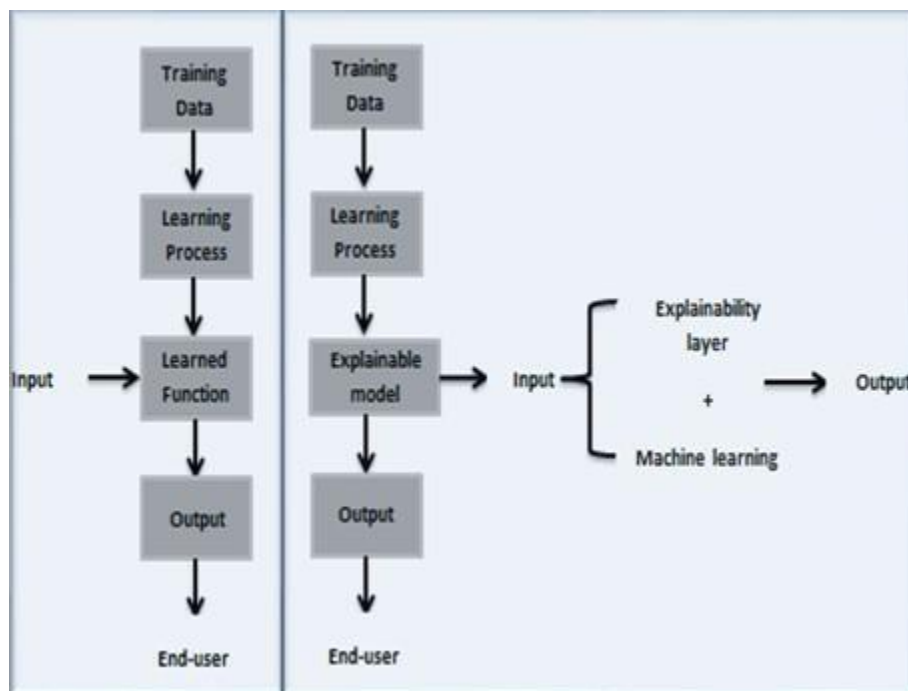 Training
Data
Learning
Process
Input
Learned
Function
Output
End-user
Training
Data
Learning
Process
Explainable
model
Output
End-user
Input
Explainability
layer
+
Machine learning
Output